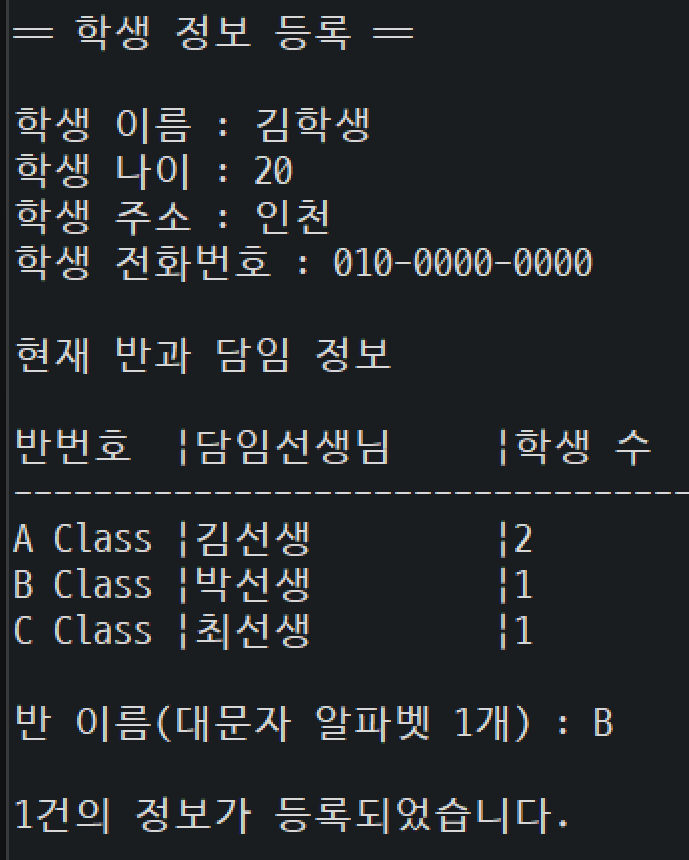 == 학생 정보 등록 ==
학생 이름 : 김학생
학생 나이 : 20
학생 주소 : 인천
학생 전화번호 : 010-0000-0000
현재 반과 담임 정보
반번호 |담임선생님 |학생 수
----------------------------------
A Class |김선생 |2
B Class |박선생 |1
C Class |최선생 |1
반 이름(대문자 알파벳 1개) : B
1건의 정보가 등록되었습니다.